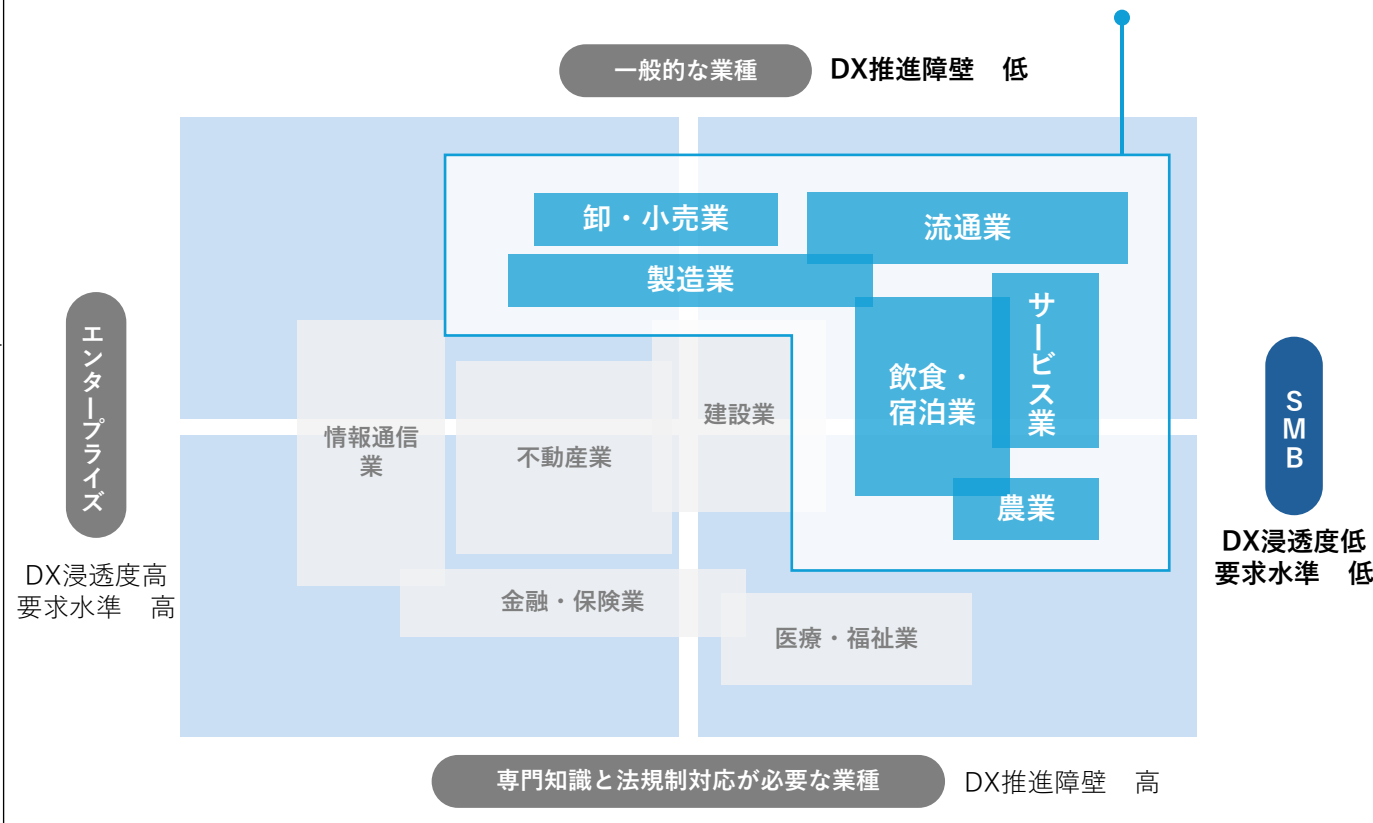 一般的な業種
DX推進障壁　低
卸・小売業
流通業
製造業
サービス業
飲食・
宿泊業
農業
エンタープライズ
DX浸透度高
要求水準　高
情報通信
業
不動産業
建設業
金融・保険業
医療・福祉業
SMB
DX浸透度低
要求水準　低
専門知識と法規制対応が必要な業種
DX推進障壁　高